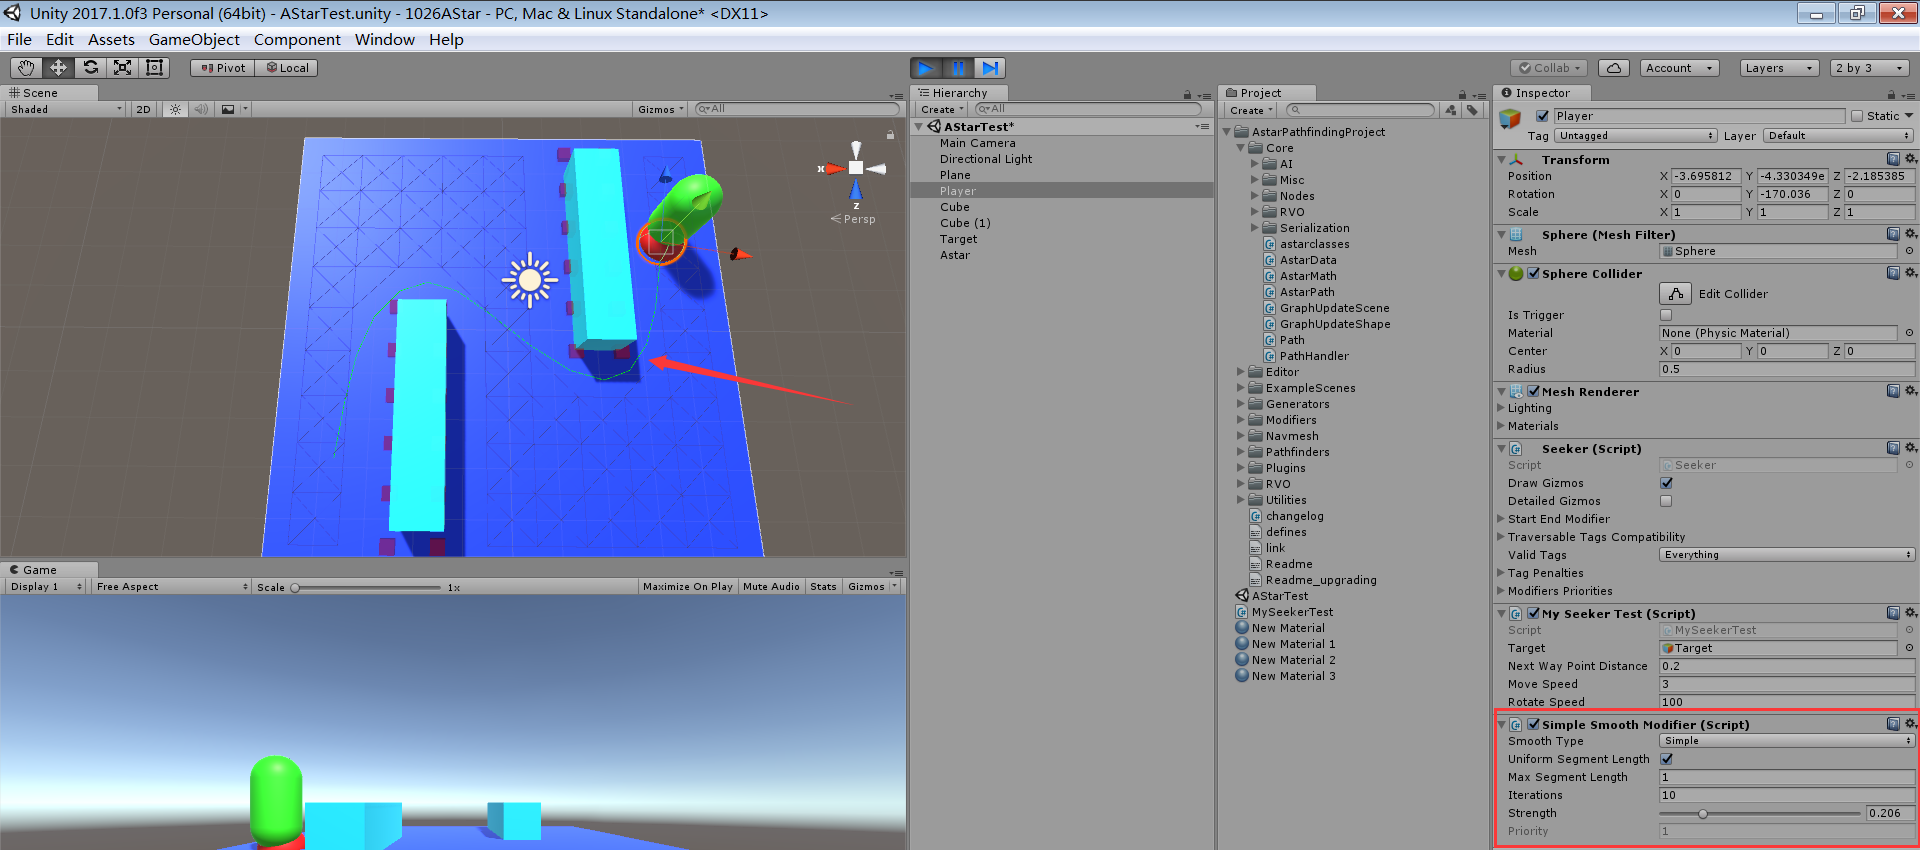 Unity 2017.1.0f3 Personal (64bit) - AStarTest.unity - 1026AStar - PC, Mac & Linux Standalone* <DX11>
File Edit Assets GameObject Component Window Help
Pivot Local
Collab Account Layers 2 by 3
Scene
Shaded 2D Gizmos All
x
z
Persp
Game
Display 1 Free Aspect Scale 1x Maximize On Play Mute Audio Stats Gizmos
Hierarchy
Create All
AStarTest*
Main Camera
Directional Light
Plane
Player
Cube
Cube (1)
Target
Astar
Project
Create
AstarPathfindingProject
Core
AI
Misc
Nodes
RVO
Serialization
astarclasses
AstarData
AstarMath
AstarPath
GraphUpdateScene
GraphUpdateShape
Path
PathHandler
Editor
ExampleScenes
Generators
Modifiers
Navmesh
Pathfinders
Plugins
RVO
Utilities
changelog
defines
link
Readme
Readme_upgrading
AStarTest
MySeekerTest
New Material
New Material 1
New Material 2
New Material 3
Inspector
Player Static
Tag Untagged Layer Default
Transform
Position X -3.695812 Y -4.330349e Z -2.185385
Rotation X 0 Y -170.036 Z 0
Scale X 1 Y 1 Z 1
Sphere (Mesh Filter)
Mesh Sphere
Sphere Collider
Edit Collider
Is Trigger
Material None (Physic Material)
Center X 0 Y 0 Z 0
Radius 0.5
Mesh Renderer
Lighting
Materials
Seeker (Script)
Script Seeker
Draw Gizmos
Detailed Gizmos
Start End Modifier
Traversable Tags Compatibility
Valid Tags Everything
Tag Penalties
Modifiers Priorities
My Seeker Test (Script)
Script MySeekerTest
Target Target
Next Way Point Distance 0.2
Move Speed 3
Rotate Speed 100
Simple Smooth Modifier (Script)
Smooth Type Simple
Uniform Segment Length
Max Segment Length 1
Iterations 10
Strength 0.206
Priority 1